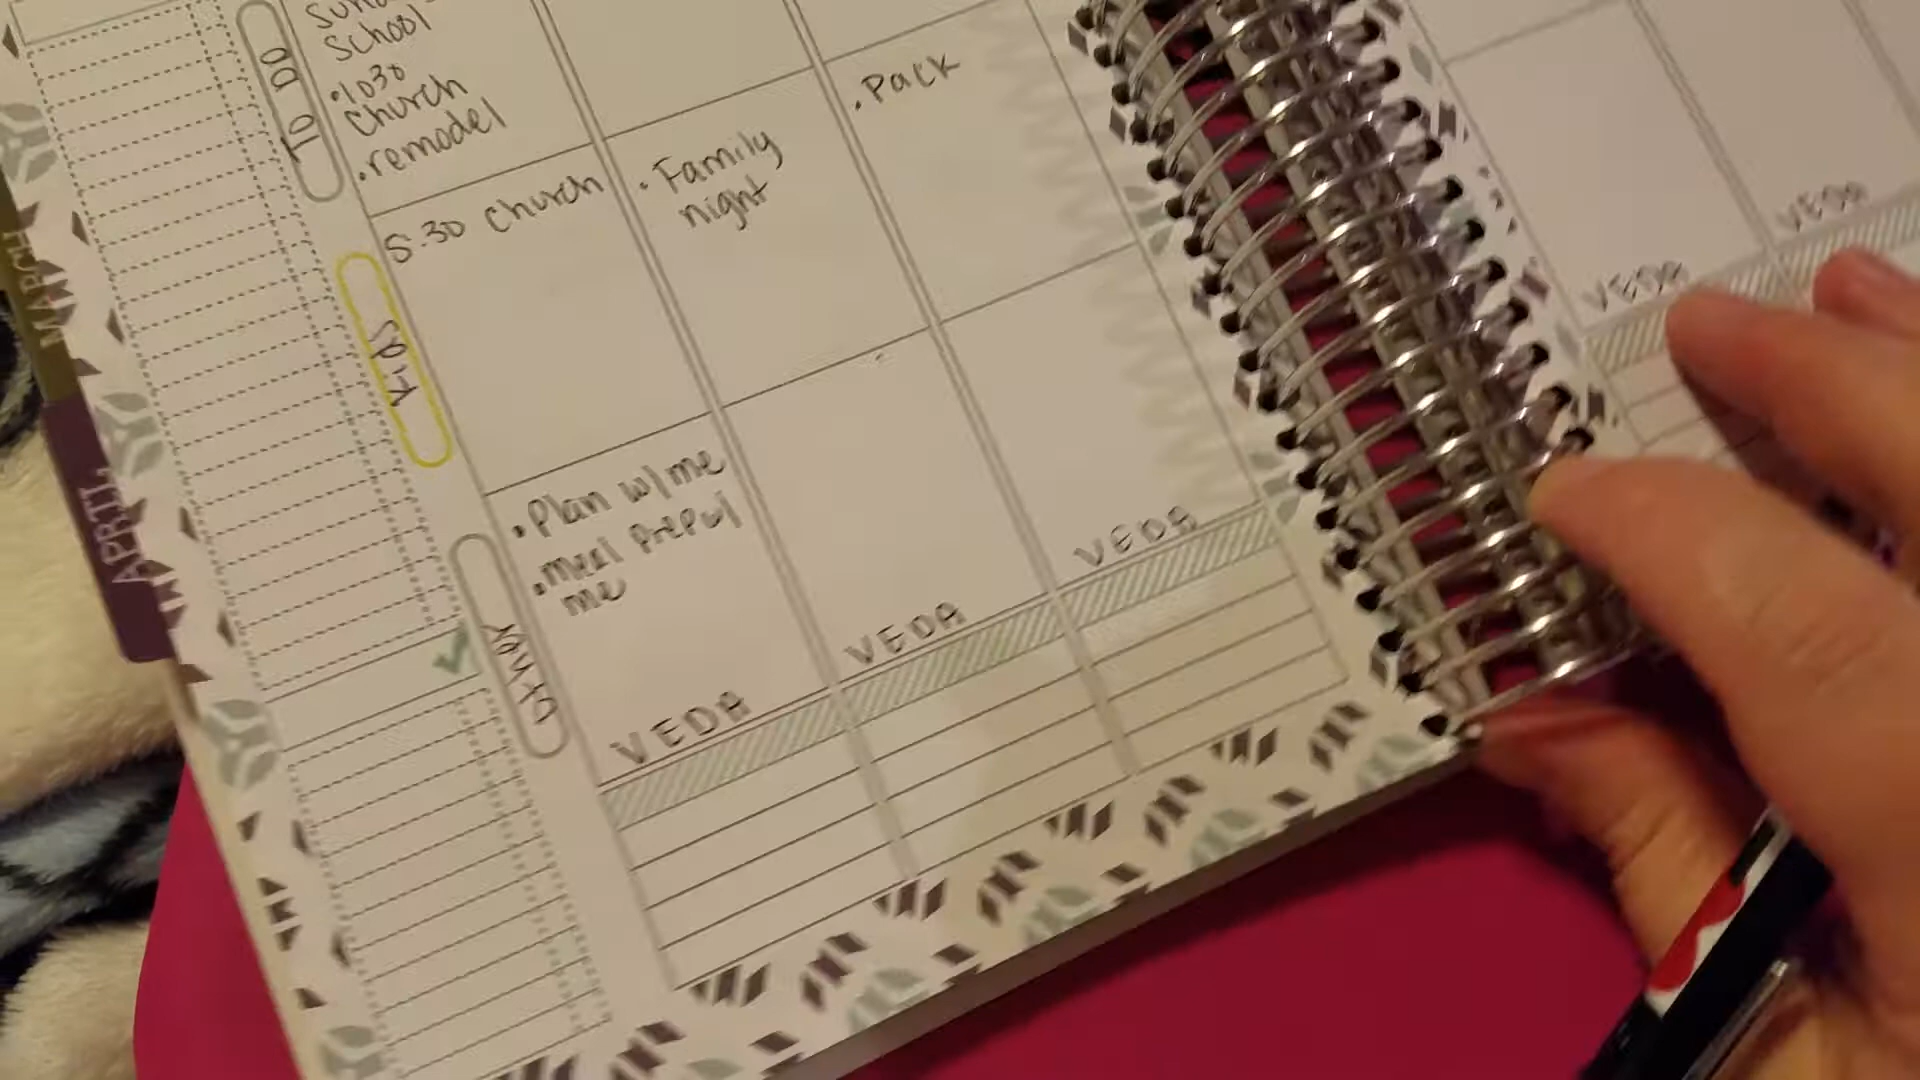 MARCH
APRIL
TO DO
School
• 1030
Church
• remodel
• Pack
Kids
5:30 Church
• Family
night
other
• Plan w/ me
• Meal Prep w/
me
VEDA
VEDA
VEDA
VEDA
VEDA